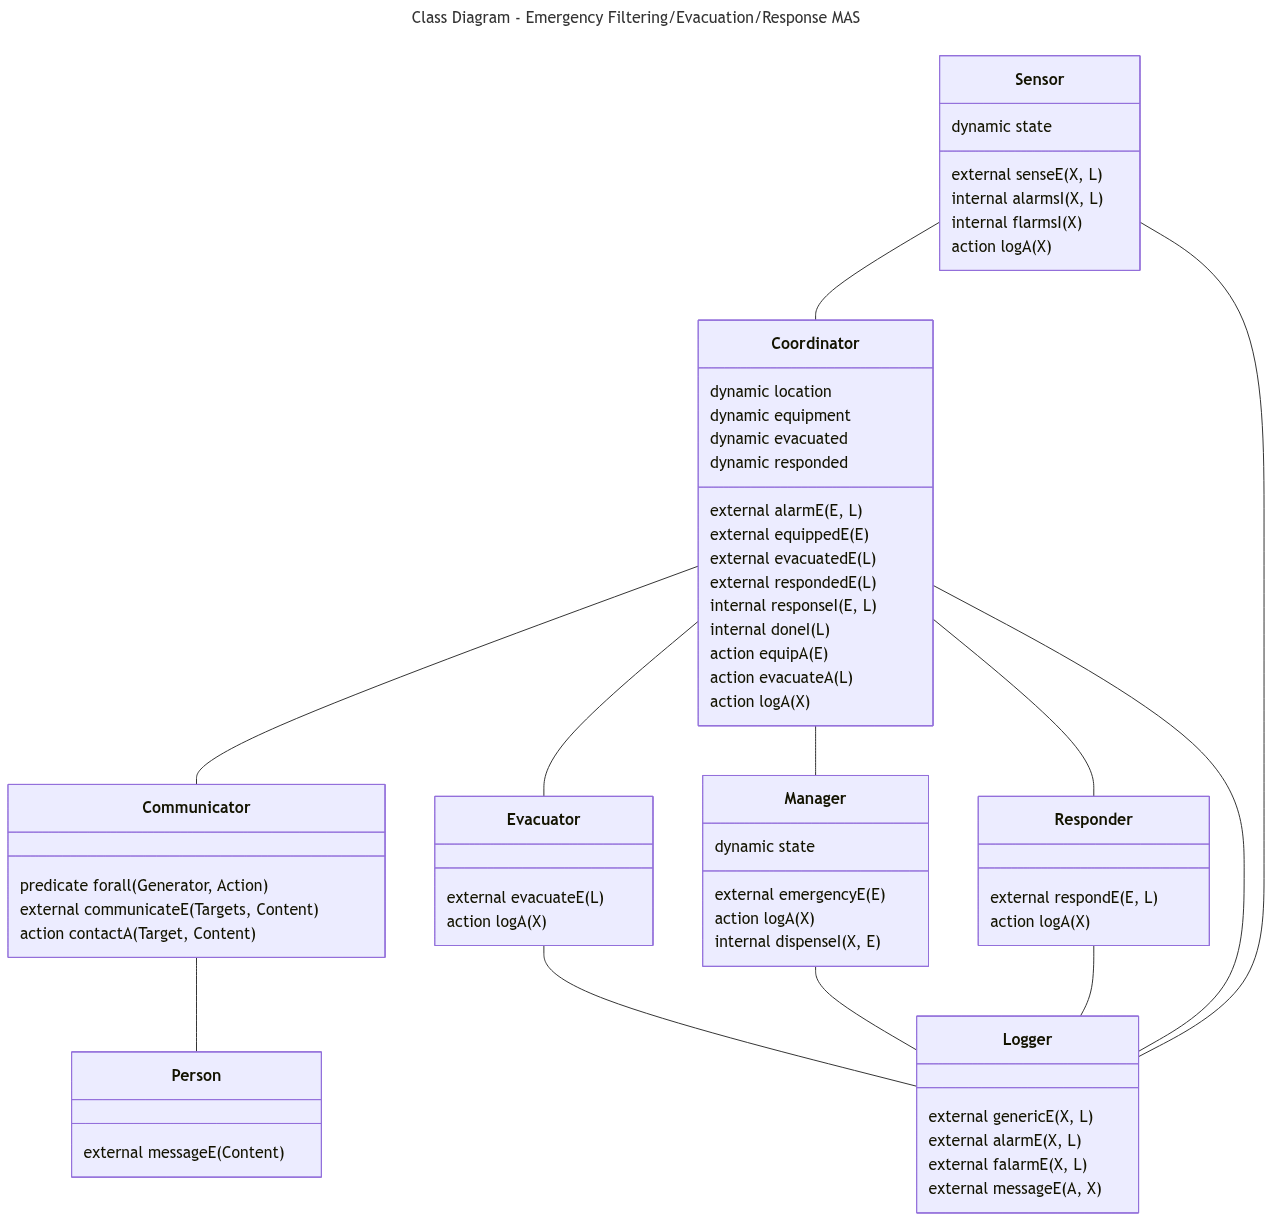 Class Diagram - Emergency Filtering/Evacuation/Response MAS
Sensor
dynamic state
external senseE(X, L)
internal alarmsI(X, L)
internal flarmsI(X)
action logA(X)
Coordinator
dynamic location
dynamic equipment
dynamic evacuated
dynamic responded
external alarmE(E, L)
external equippedE(E)
external evacuatedE(L)
external respondedE(L)
internal responseI(E, L)
internal doneI(L)
action equipA(E)
action evacuateA(L)
action logA(X)
Communicator
predicate forall(Generator, Action)
external communicateE(Targets, Content)
action contactA(Target, Content)
Evacuator
external evacuateE(L)
action logA(X)
Manager
dynamic state
external emergencyE(E)
action logA(X)
internal dispenseI(X, E)
Responder
external respondE(E, L)
action logA(X)
Person
external messageE(Content)
Logger
external genericE(X, L)
external alarmE(X, L)
external falarmE(X, L)
external messageE(A, X)